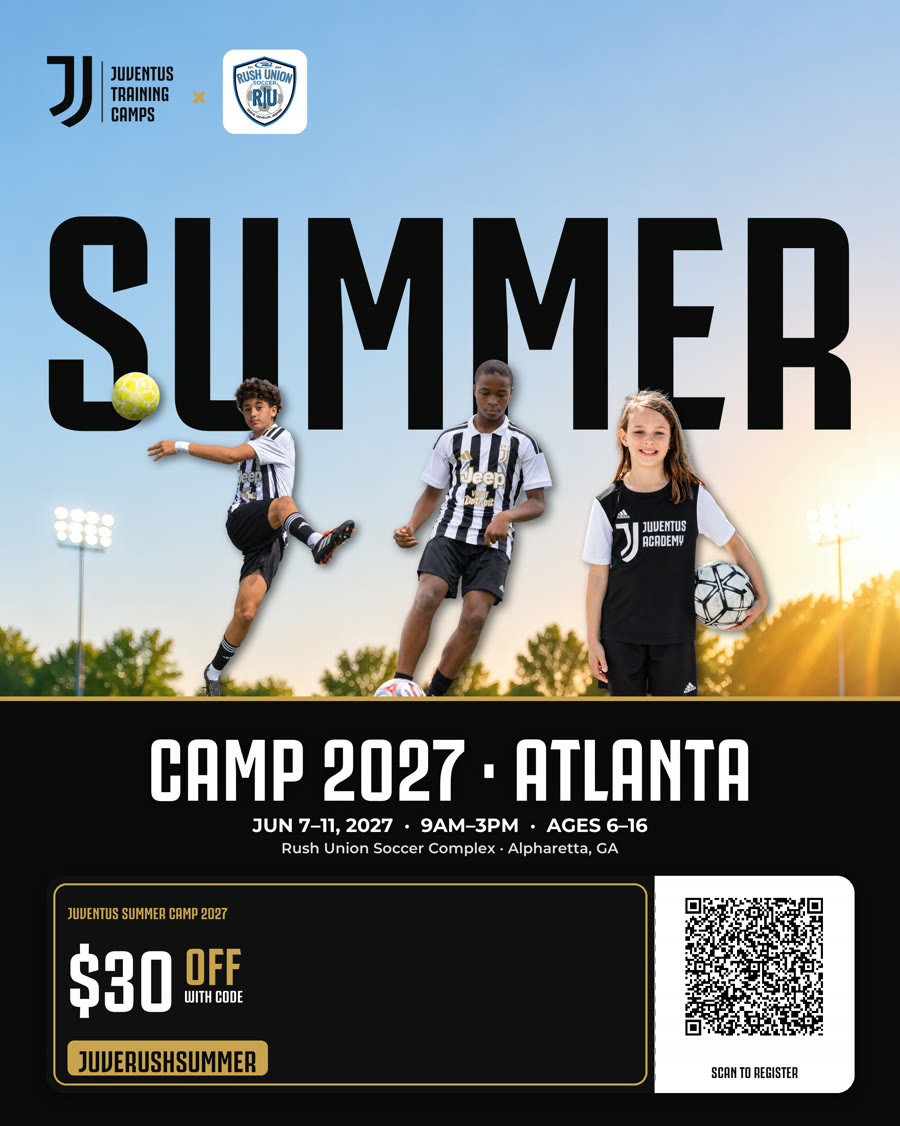 JUVENTUS
TRAINING
CAMPS
×
RUSH UNION
SOCCER
RU
SUMMER
Jeep
Jeep
JUVENTUS
ACADEMY
CAMP 2027 · ATLANTA
JUN 7–11, 2027 · 9AM–3PM · AGES 6–16
Rush Union Soccer Complex · Alpharetta, GA
JUVENTUS SUMMER CAMP 2027
$30 OFF
WITH CODE
JUVERUSHSUMMER
SCAN TO REGISTER